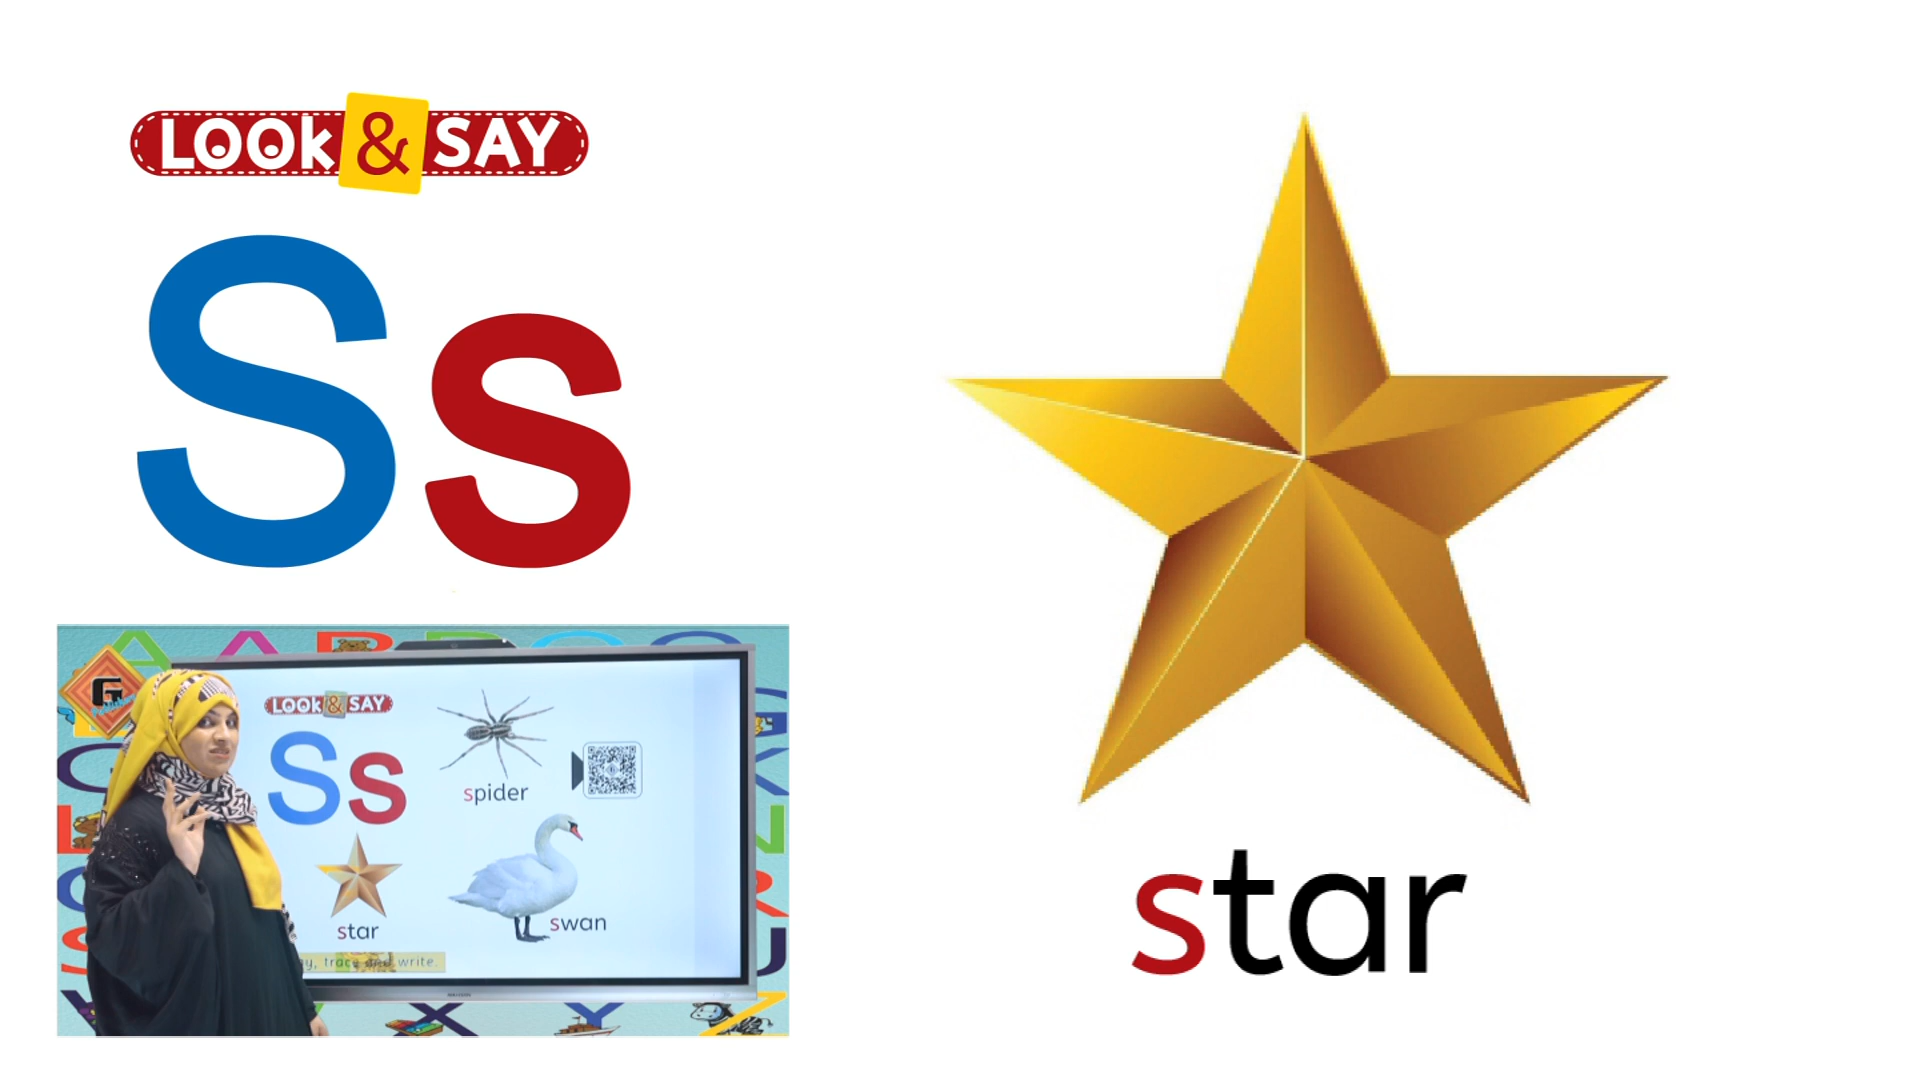 LOOk & SAY
Ss
star
LOOk & SAY
Ss
spider
star
swan
trace and write.